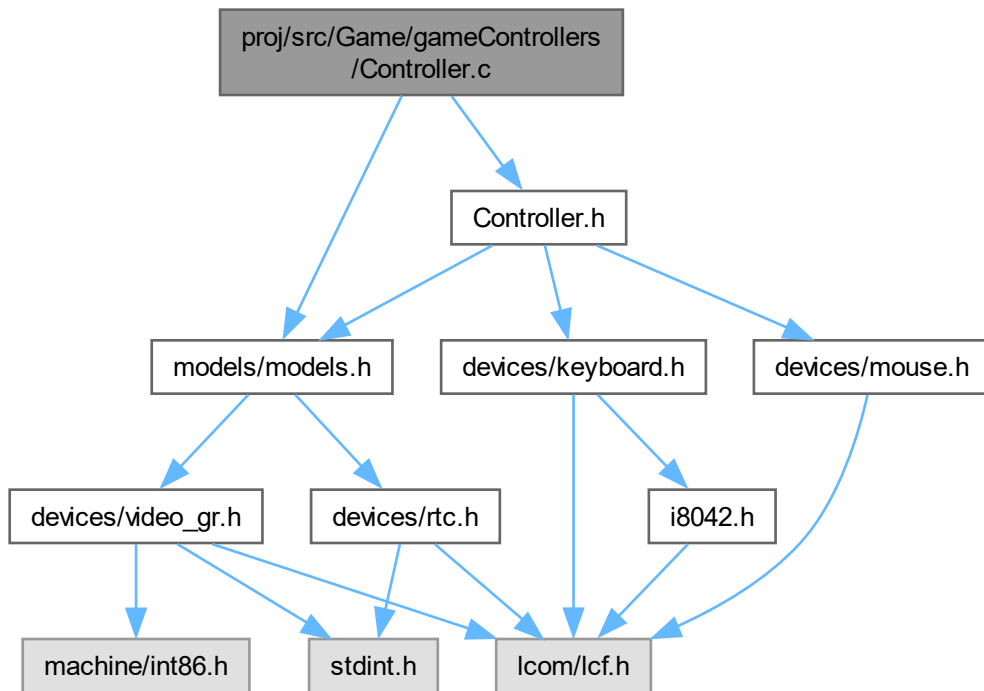 proj/src/Game/gameControllers
/Controller.c
Controller.h
models/models.h
devices/keyboard.h
devices/mouse.h
devices/video_gr.h
devices/rtc.h
i8042.h
machine/int86.h
stdint.h
lcom/lcf.h